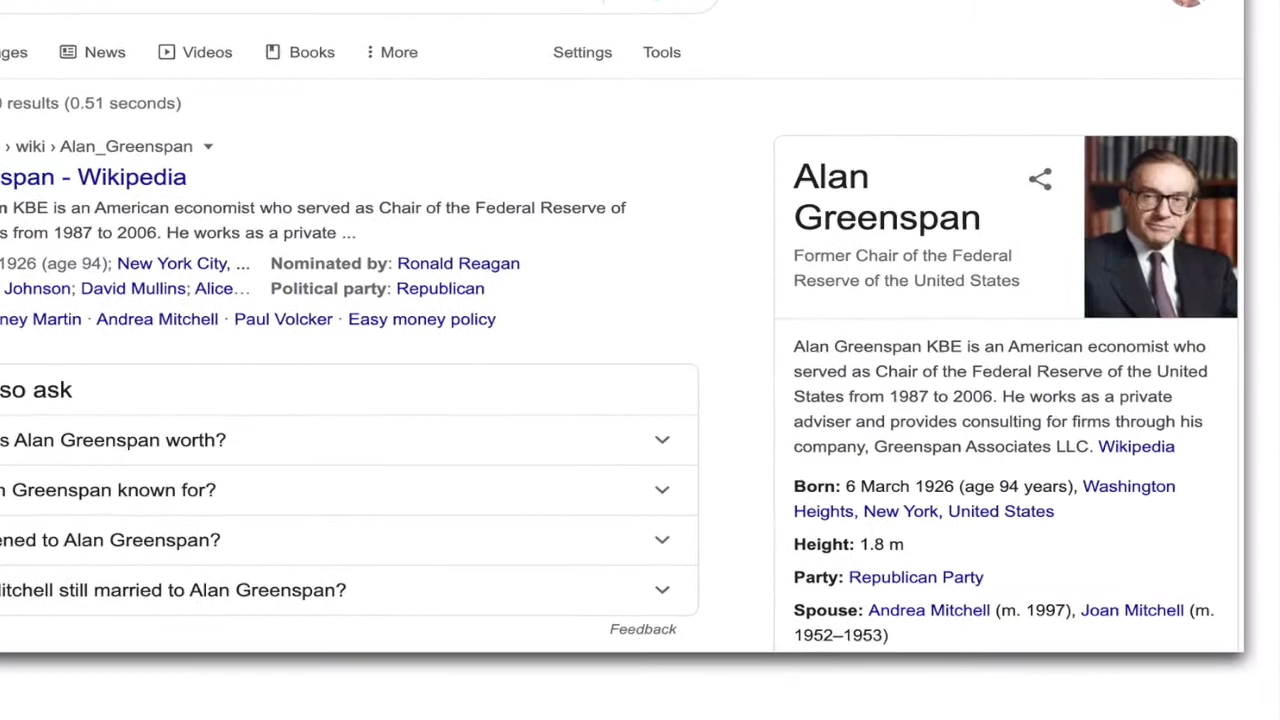 ges News Videos Books More Settings Tools
results (0.51 seconds)
› wiki › Alan_Greenspan
span - Wikipedia
n KBE is an American economist who served as Chair of the Federal Reserve of
s from 1987 to 2006. He works as a private ...
1926 (age 94); New York City, ... Nominated by: Ronald Reagan
Johnson; David Mullins; Alice... Political party: Republican
ney Martin · Andrea Mitchell · Paul Volcker · Easy money policy
so ask
s Alan Greenspan worth?
n Greenspan known for?
ened to Alan Greenspan?
litchell still married to Alan Greenspan?
Feedback
Alan
Greenspan
Former Chair of the Federal
Reserve of the United States
Alan Greenspan KBE is an American economist who
served as Chair of the Federal Reserve of the United
States from 1987 to 2006. He works as a private
adviser and provides consulting for firms through his
company, Greenspan Associates LLC. Wikipedia
Born: 6 March 1926 (age 94 years), Washington
Heights, New York, United States
Height: 1.8 m
Party: Republican Party
Spouse: Andrea Mitchell (m. 1997), Joan Mitchell (m.
1952–1953)